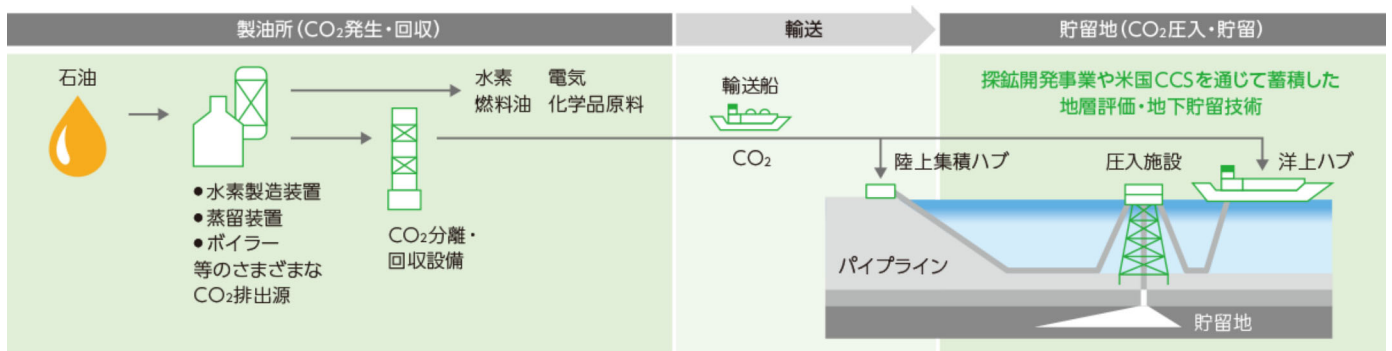 製油所(CO₂発生・回収)
輸送
貯留地(CO₂圧入・貯留)
石油
水素 電気
燃料油 化学品原料
●水素製造装置
●蒸留装置
●ボイラー
等のさまざまな
CO₂排出源
CO₂分離・
回収設備
輸送船
CO₂
探鉱開発事業や米国CCSを通じて蓄積した
地層評価・地下貯留技術
陸上集積ハブ
圧入施設
洋上ハブ
パイプライン
貯留地